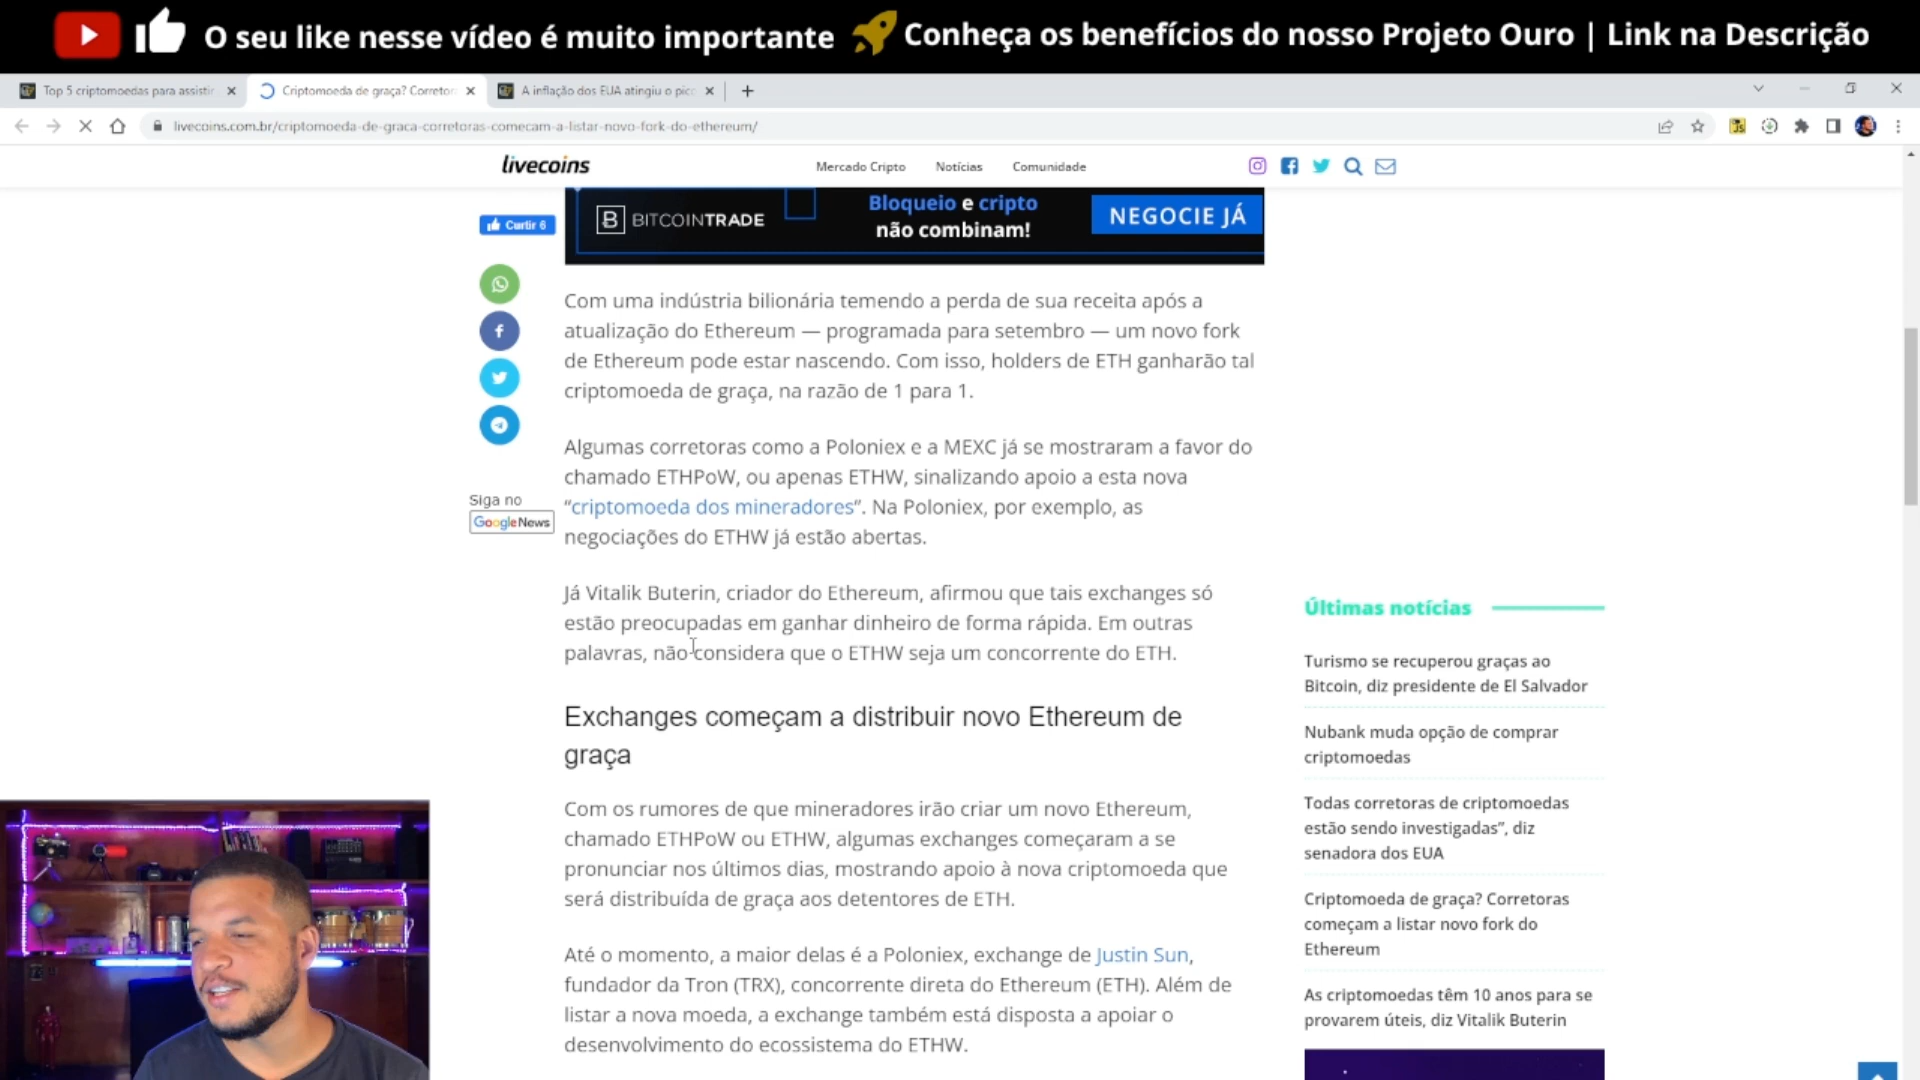 O seu like nesse vídeo é muito importante
Conheça os benefícios do nosso Projeto Ouro | Link na Descrição
Top 5 criptomoedas para assistir
Criptomoeda de graça? Corretor
A inflação dos EUA atingiu o pico
livecoins.com.br/criptomoeda-de-graca-corretoras-comecam-a-listar-novo-fork-do-ethereum/
JS
livecoins
Mercado Cripto
Notícias
Comunidade
Curtir 6
BITCOINTRADE
Bloqueio e cripto
não combinam!
NEGOCIE JÁ
Com uma indústria bilionária temendo a perda de sua receita após a
atualização do Ethereum — programada para setembro — um novo fork
de Ethereum pode estar nascendo. Com isso, holders de ETH ganharão tal
criptomoeda de graça, na razão de 1 para 1.
Algumas corretoras como a Poloniex e a MEXC já se mostraram a favor do
chamado ETHPoW, ou apenas ETHW, sinalizando apoio a esta nova
“criptomoeda dos mineradores”. Na Poloniex, por exemplo, as
negociações do ETHW já estão abertas.
Siga no
Google News
Já Vitalik Buterin, criador do Ethereum, afirmou que tais exchanges só
estão preocupadas em ganhar dinheiro de forma rápida. Em outras
palavras, não considera que o ETHW seja um concorrente do ETH.
Exchanges começam a distribuir novo Ethereum de
graça
Com os rumores de que mineradores irão criar um novo Ethereum,
chamado ETHPoW ou ETHW, algumas exchanges começaram a se
pronunciar nos últimos dias, mostrando apoio à nova criptomoeda que
será distribuída de graça aos detentores de ETH.
Até o momento, a maior delas é a Poloniex, exchange de Justin Sun,
fundador da Tron (TRX), concorrente direta do Ethereum (ETH). Além de
listar a nova moeda, a exchange também está disposta a apoiar o
desenvolvimento do ecossistema do ETHW.
Últimas notícias
Turismo se recuperou graças ao
Bitcoin, diz presidente de El Salvador
Nubank muda opção de comprar
criptomoedas
Todas corretoras de criptomoedas
estão sendo investigadas”, diz
senadora dos EUA
Criptomoeda de graça? Corretoras
começam a listar novo fork do
Ethereum
As criptomoedas têm 10 anos para se
provarem úteis, diz Vitalik Buterin